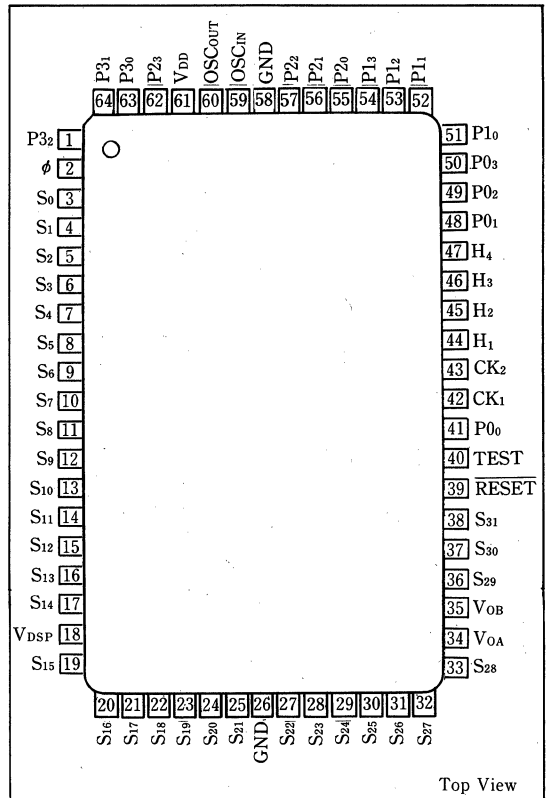 P3₁ P3₀ P2₃ VDD OSCOUT OSCIN GND P2₂ P2₁ P2₀ P1₃ P1₂ P1₁
64 63 62 61 60 59 58 57 56 55 54 53 52
P3₂ 1
φ 2
S₀ 3
S₁ 4
S₂ 5
S₃ 6
S₄ 7
S₅ 8
S₆ 9
S₇ 10
S₈ 11
S₉ 12
S₁₀ 13
S₁₁ 14
S₁₂ 15
S₁₃ 16
S₁₄ 17
VDSP 18
S₁₅ 19
51 P1₀
50 P0₃
49 P0₂
48 P0₁
47 H₄
46 H₃
45 H₂
44 H₁
43 CK₂
42 CK₁
41 P0₀
40 TEST
39 RESET
38 S₃₁
37 S₃₀
36 S₂₉
35 VOB
34 VOA
33 S₂₈
20 21 22 23 24 25 26 27 28 29 30 31 32
S₁₆ S₁₇ S₁₈ S₁₉ S₂₀ S₂₁ GND S₂₂ S₂₃ S₂₄ S₂₅ S₂₆ S₂₇
Top View